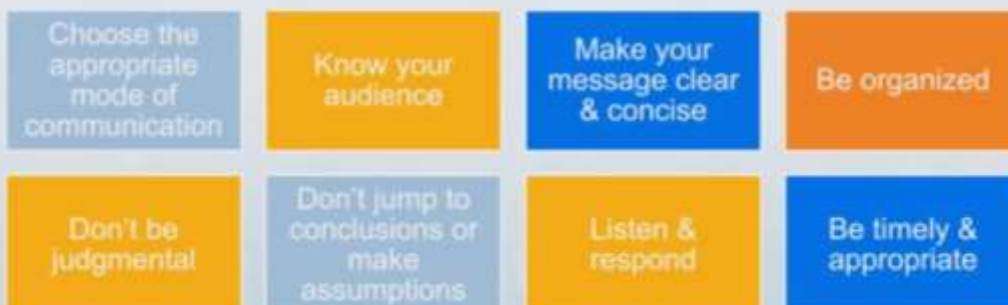 Choose the
appropriate
mode of
communication
Know your
audience
Make your
message clear
& concise
Be organized
Don't be
judgmental
Don't jump to
conclusions or
make
assumptions
Listen &
respond
Be timely &
appropriate